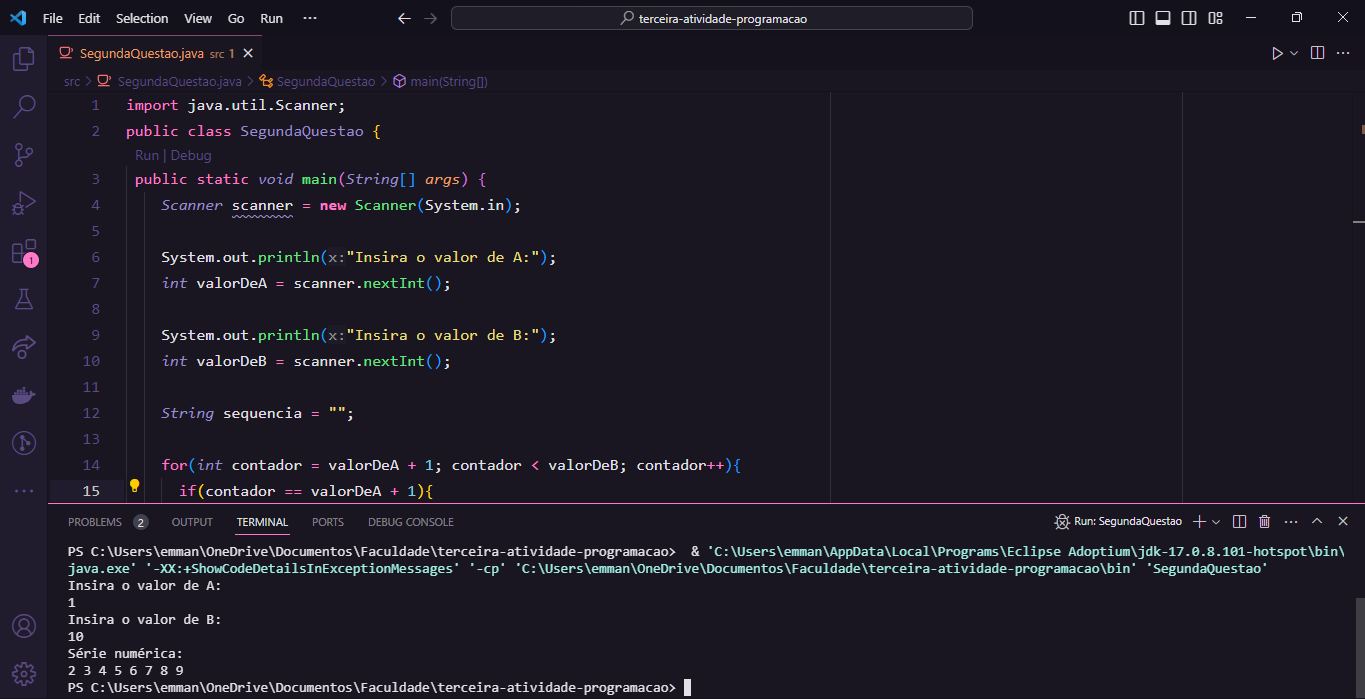 File Edit Selection View Go Run ··· terceira-atividade-programacao
SegundaQuestao.java src 1
src > SegundaQuestao.java > SegundaQuestao > main(String[])
1 import java.util.Scanner;
2 public class SegundaQuestao {
Run | Debug
3 public static void main(String[] args) {
4 Scanner scanner = new Scanner(System.in);
5
6 System.out.println(x:"Insira o valor de A:");
7 int valorDeA = scanner.nextInt();
8
9 System.out.println(x:"Insira o valor de B:");
10 int valorDeB = scanner.nextInt();
11
12 String sequencia = "";
13
14 for(int contador = valorDeA + 1; contador < valorDeB; contador++){
15 if(contador == valorDeA + 1){
1
PROBLEMS 2 OUTPUT TERMINAL PORTS DEBUG CONSOLE Run: SegundaQuestao
PS C:\Users\emman\OneDrive\Documentos\Faculdade\terceira-atividade-programacao> & 'C:\Users\emman\AppData\Local\Programs\Eclipse Adoptium\jdk-17.0.8.101-hotspot\bin\
java.exe' '-XX:+ShowCodeDetailsInExceptionMessages' '-cp' 'C:\Users\emman\OneDrive\Documentos\Faculdade\terceira-atividade-programacao\bin' 'SegundaQuestao'
Insira o valor de A:
1
Insira o valor de B:
10
Série numérica:
2 3 4 5 6 7 8 9
PS C:\Users\emman\OneDrive\Documentos\Faculdade\terceira-atividade-programacao>